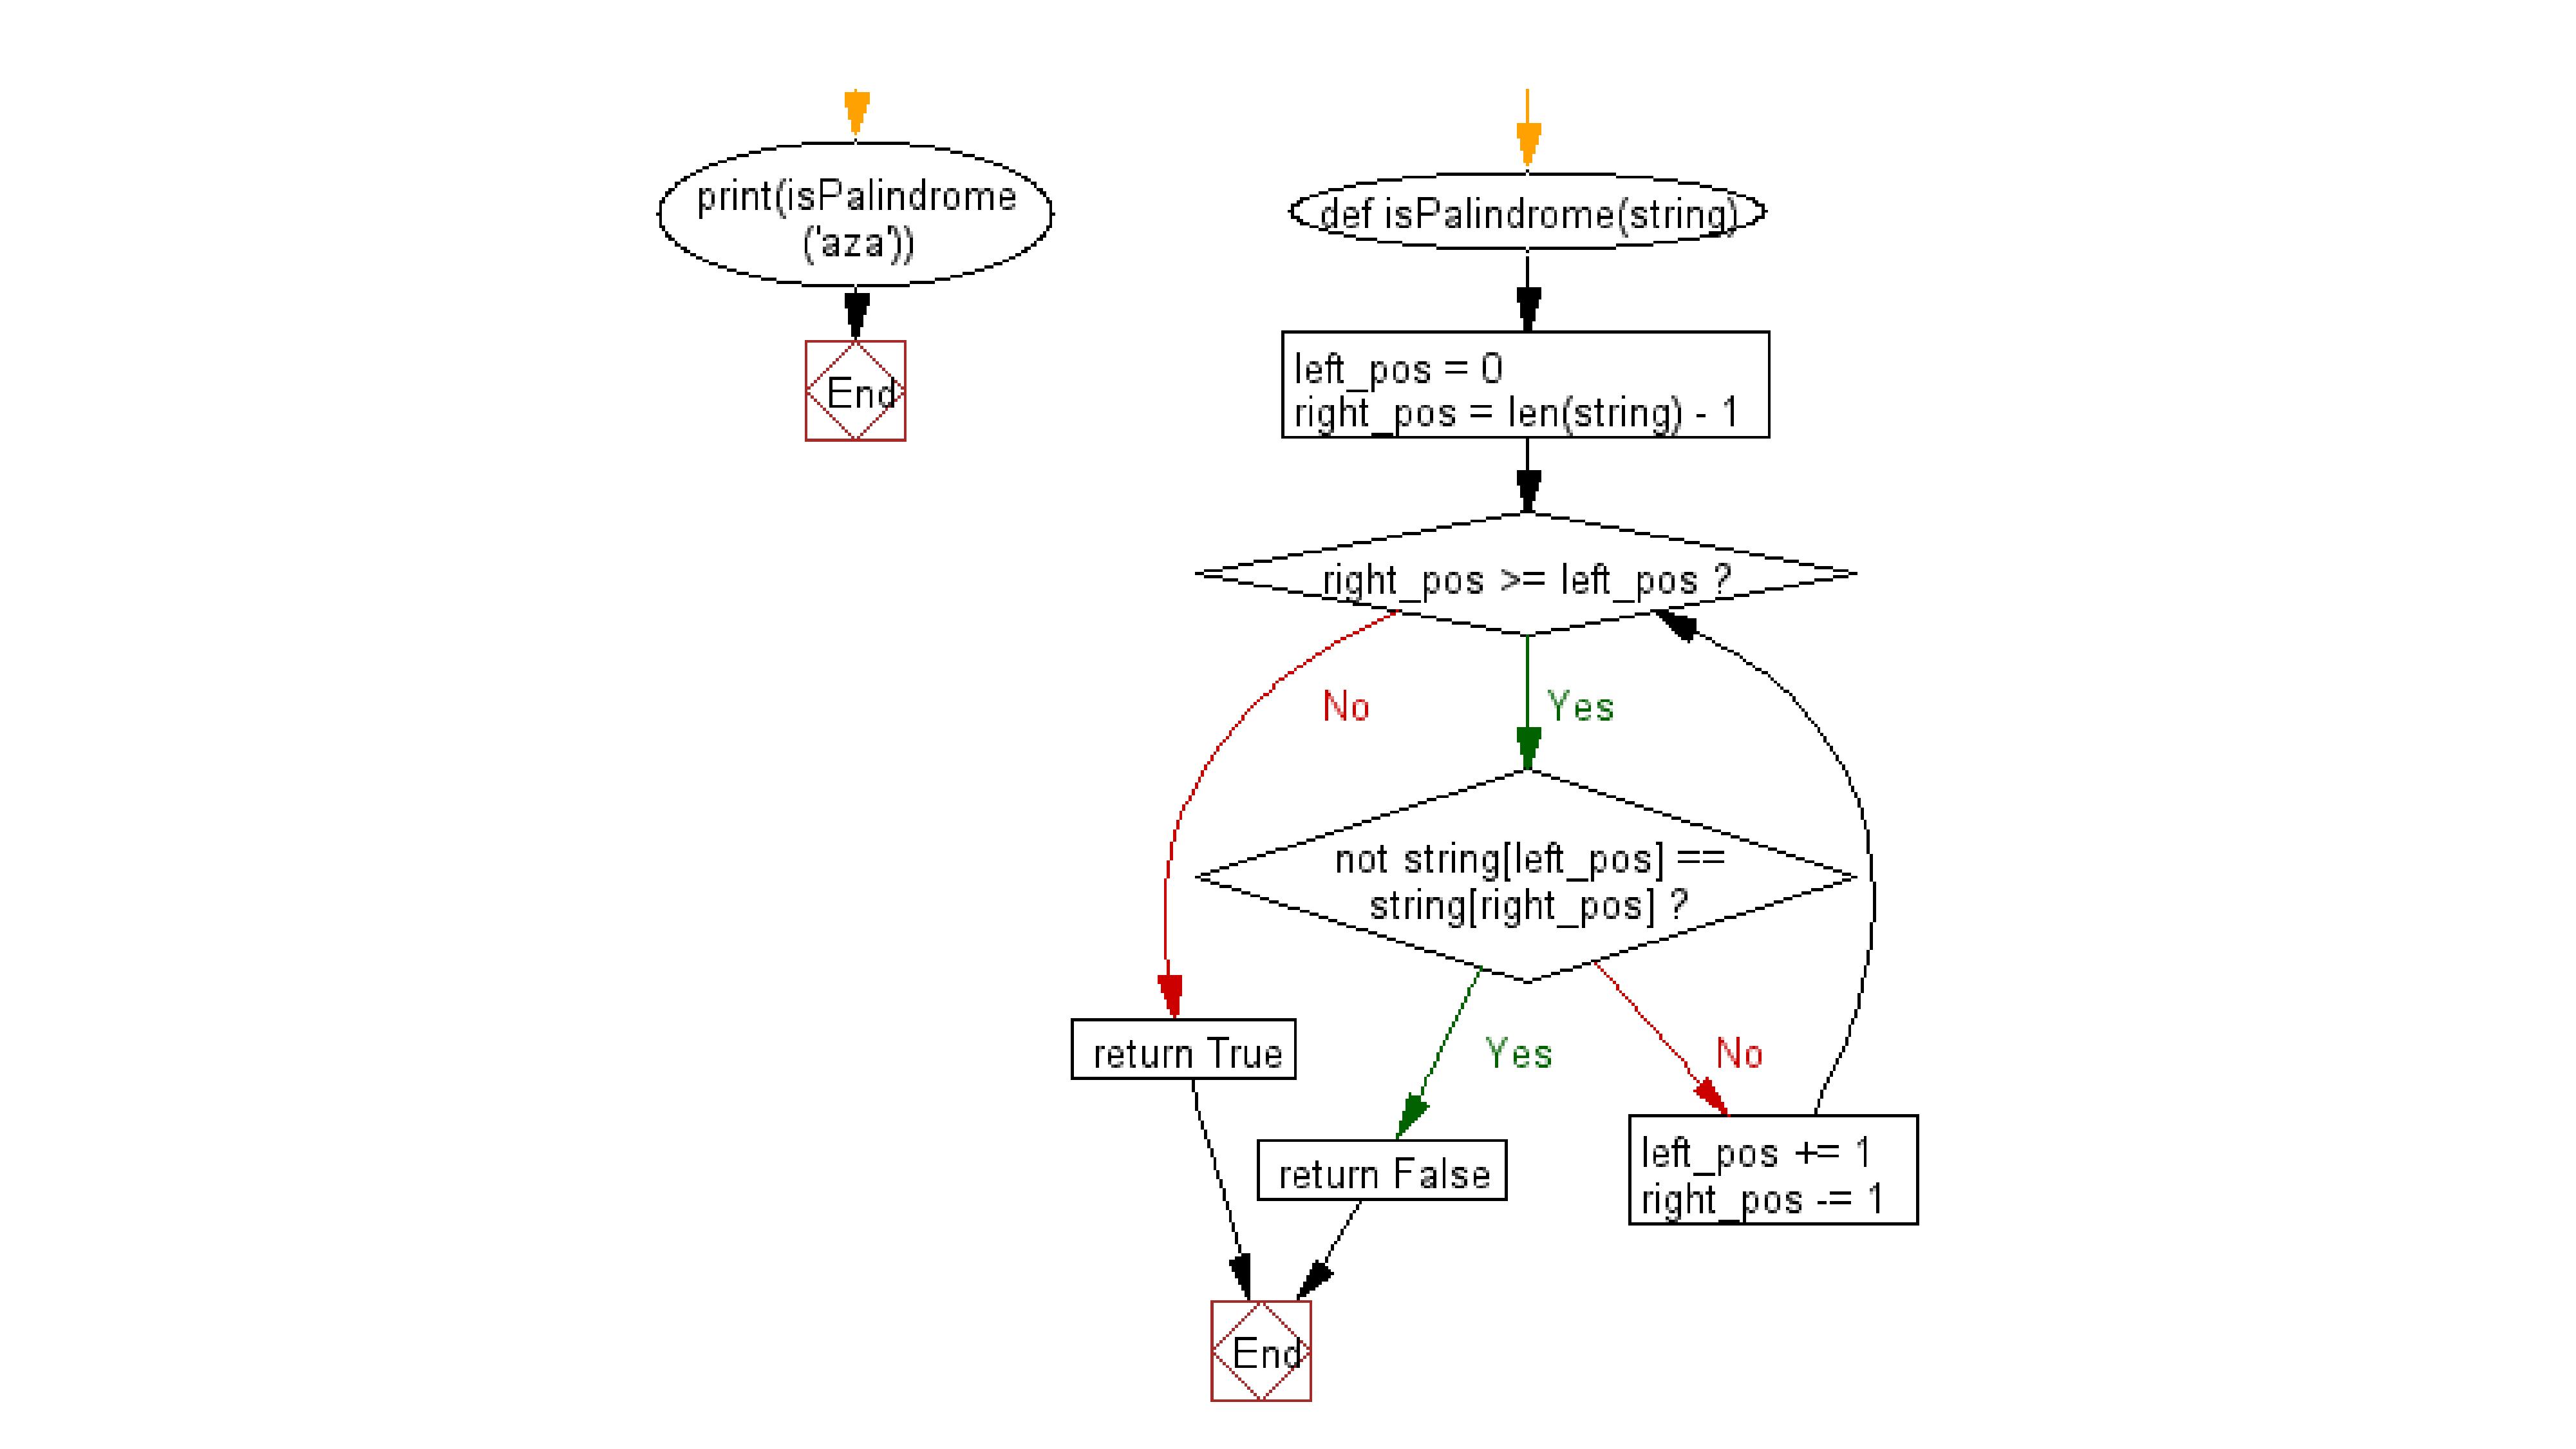 print(isPalindrome
('aza'))
End
def isPalindrome(string)
left_pos = 0
right_pos = len(string) - 1
right_pos >= left_pos ?
No
Yes
not string[left_pos] ==
string[right_pos] ?
return True
Yes
No
return False
left_pos += 1
right_pos -= 1
End